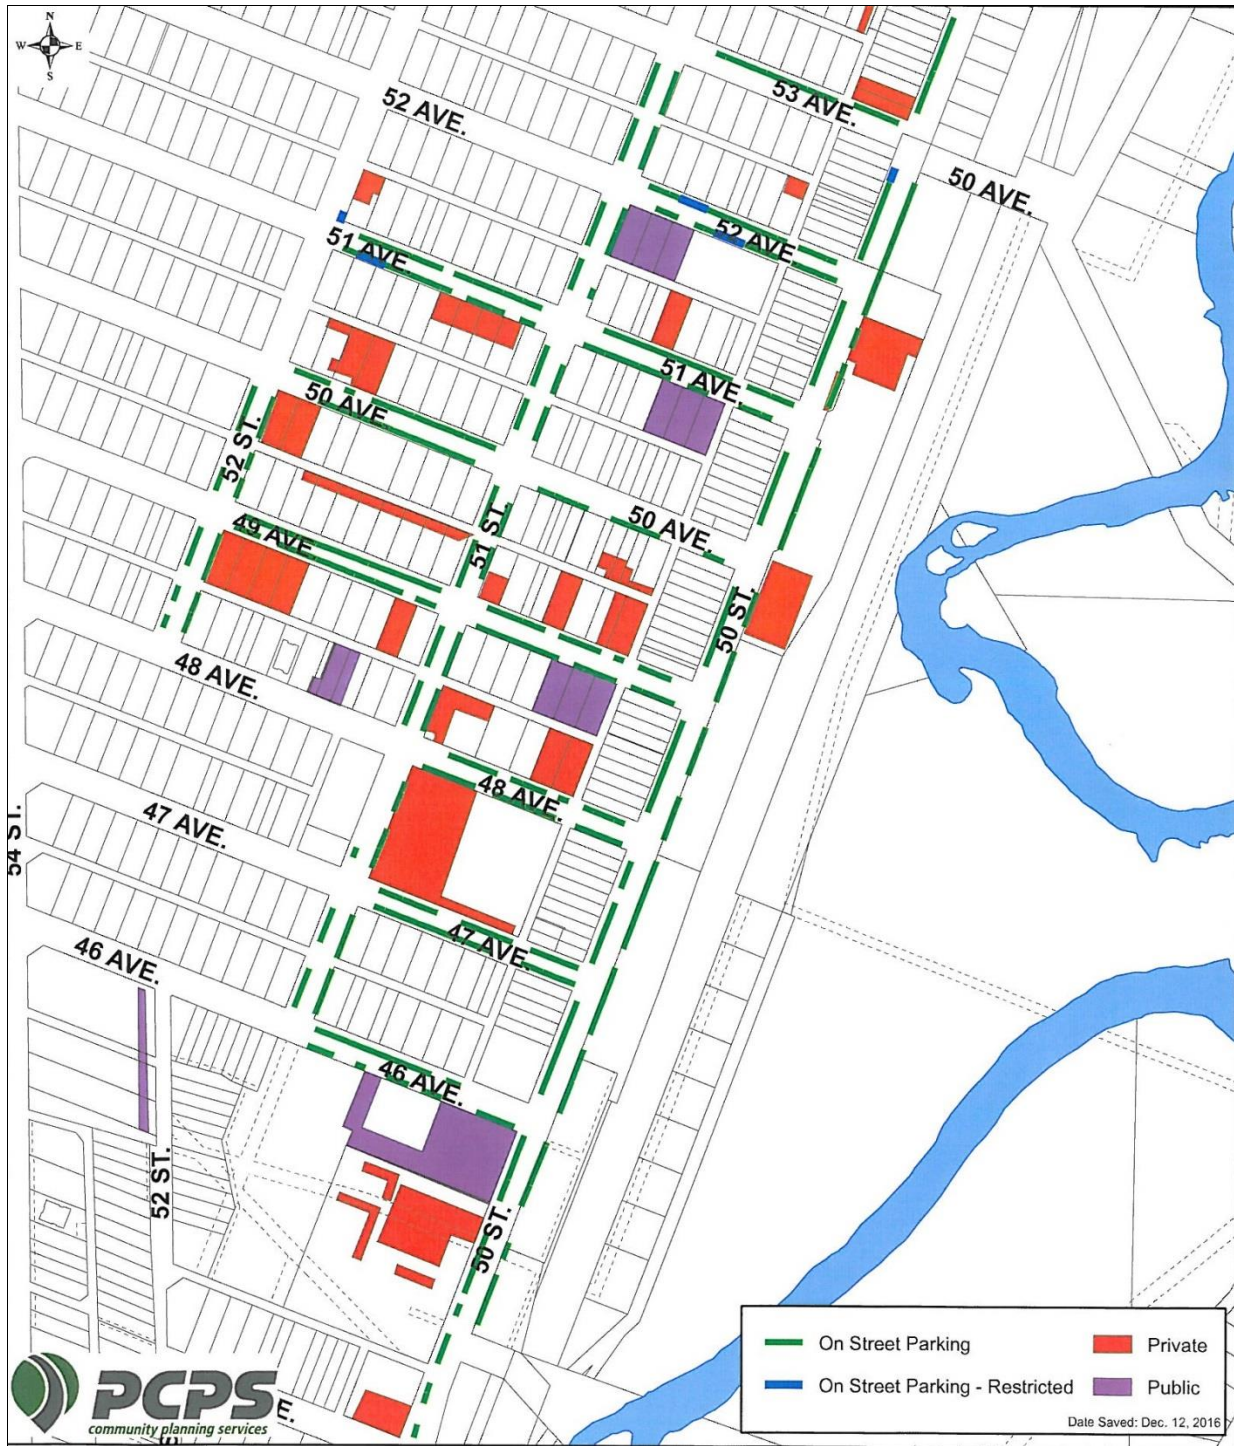 N
W E
S
53 AVE.
52 AVE.
50 AVE.
52 AVE.
51 AVE.
51 AVE.
50 AVE
52 ST.
50 AVE.
51 ST.
49 AVE
50 ST.
48 AVE.
48 AVE.
47 AVE.
54 ST.
47 AVE.
46 AVE.
46 AVE.
52 ST.
50 ST.
On Street Parking
Private
On Street Parking - Restricted
Public
Date Saved: Dec. 12, 2016
PCPS
community planning services
E.